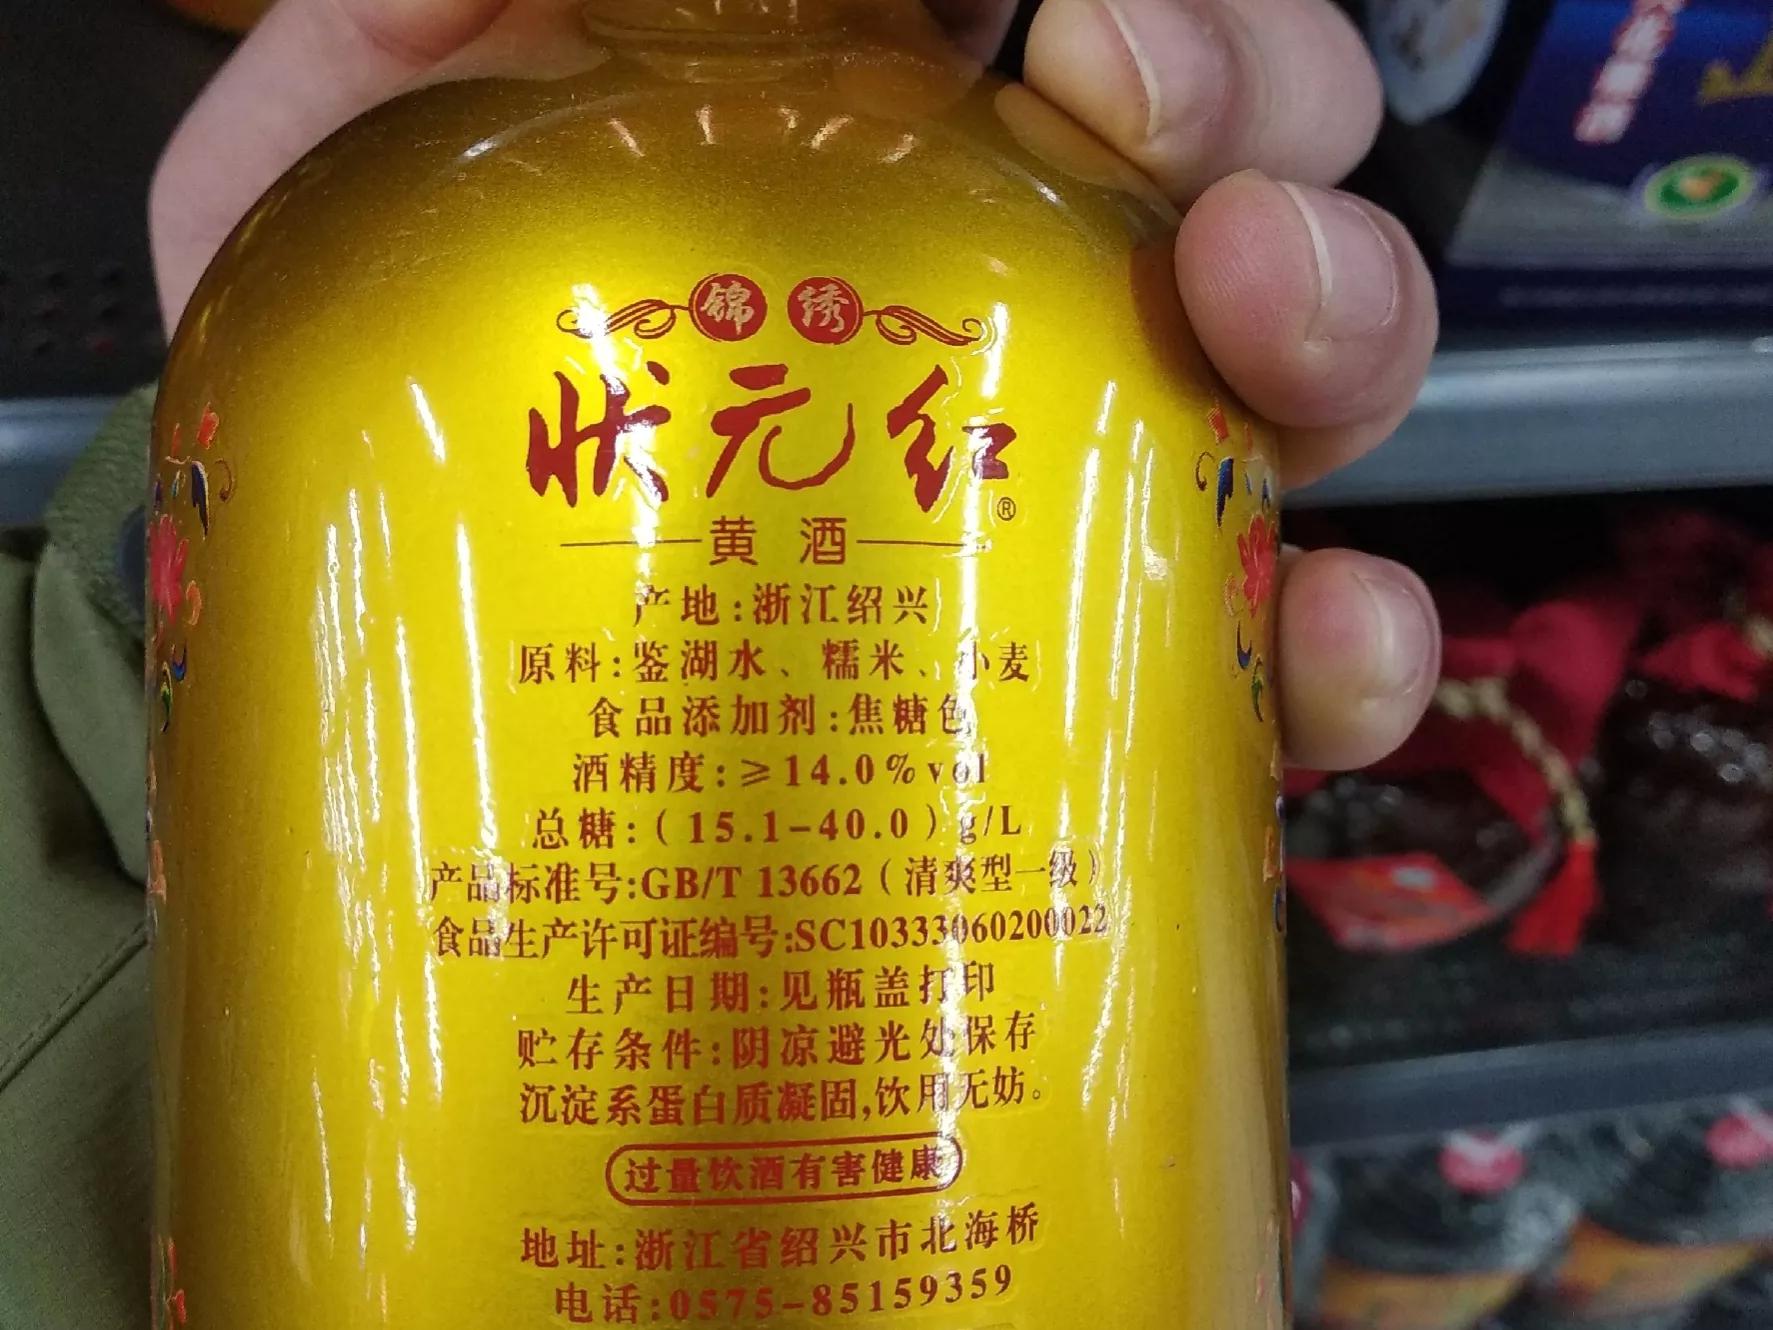 锦 绣
状元红®
黄酒
产地:浙江绍兴
原料:鉴湖水、糯米、小麦
食品添加剂:焦糖色
酒精度:≥14.0%vol
总糖:(15.1-40.0)g/L
产品标准号:GB/T 13662(清爽型一级)
食品生产许可证编号:SC10333060200022
生产日期:见瓶盖打印
贮存条件:阴凉避光处保存
沉淀系蛋白质凝固,饮用无妨。
过量饮酒有害健康
地址:浙江省绍兴市北海桥
电话:0575-85159359